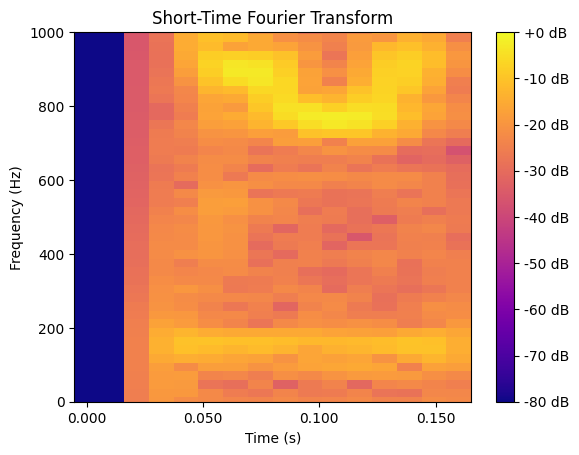 Short-Time Fourier Transform
Frequency (Hz)
1000
800
600
400
200
0
0.000
0.050
0.100
0.150
Time (s)
+0 dB
-10 dB
-20 dB
-30 dB
-40 dB
-50 dB
-60 dB
-70 dB
-80 dB